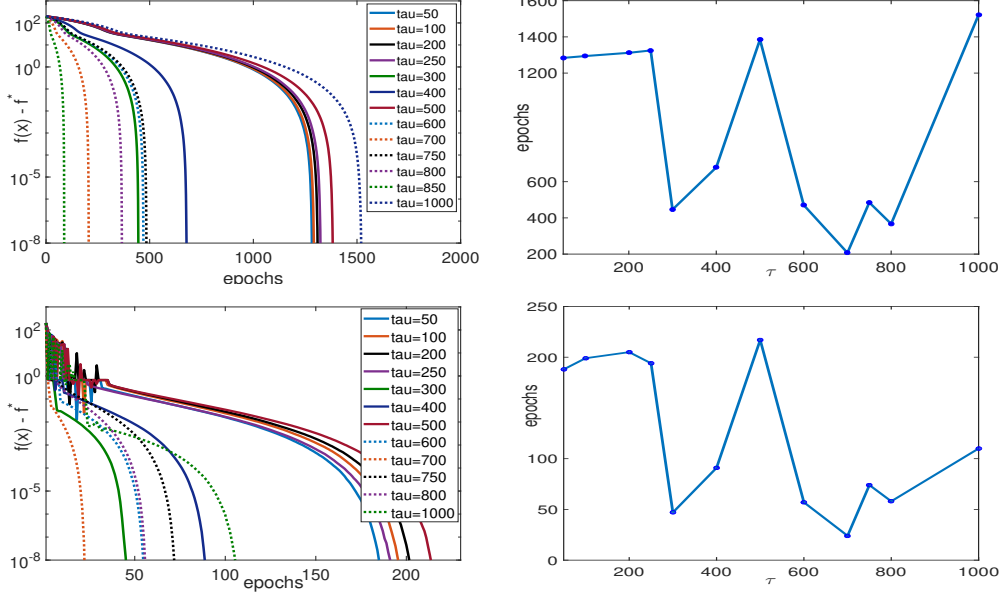 10^2
10^0
10^-5
10^-8
f(x) - f^*
0
500
1000
1500
2000
epochs
tau=50
tau=100
tau=200
tau=250
tau=300
tau=400
tau=500
tau=600
tau=700
tau=750
tau=800
tau=850
tau=1000
1600
1400
1200
600
400
200
epochs
200
400
600
800
1000
τ
10^2
10^0
10^-5
10^-8
f(x) - f^*
50
100
150
200
epochs
tau=50
tau=100
tau=200
tau=250
tau=300
tau=400
tau=500
tau=600
tau=700
tau=750
tau=800
tau=1000
250
200
150
100
50
0
epochs
200
400
600
800
1000
τ